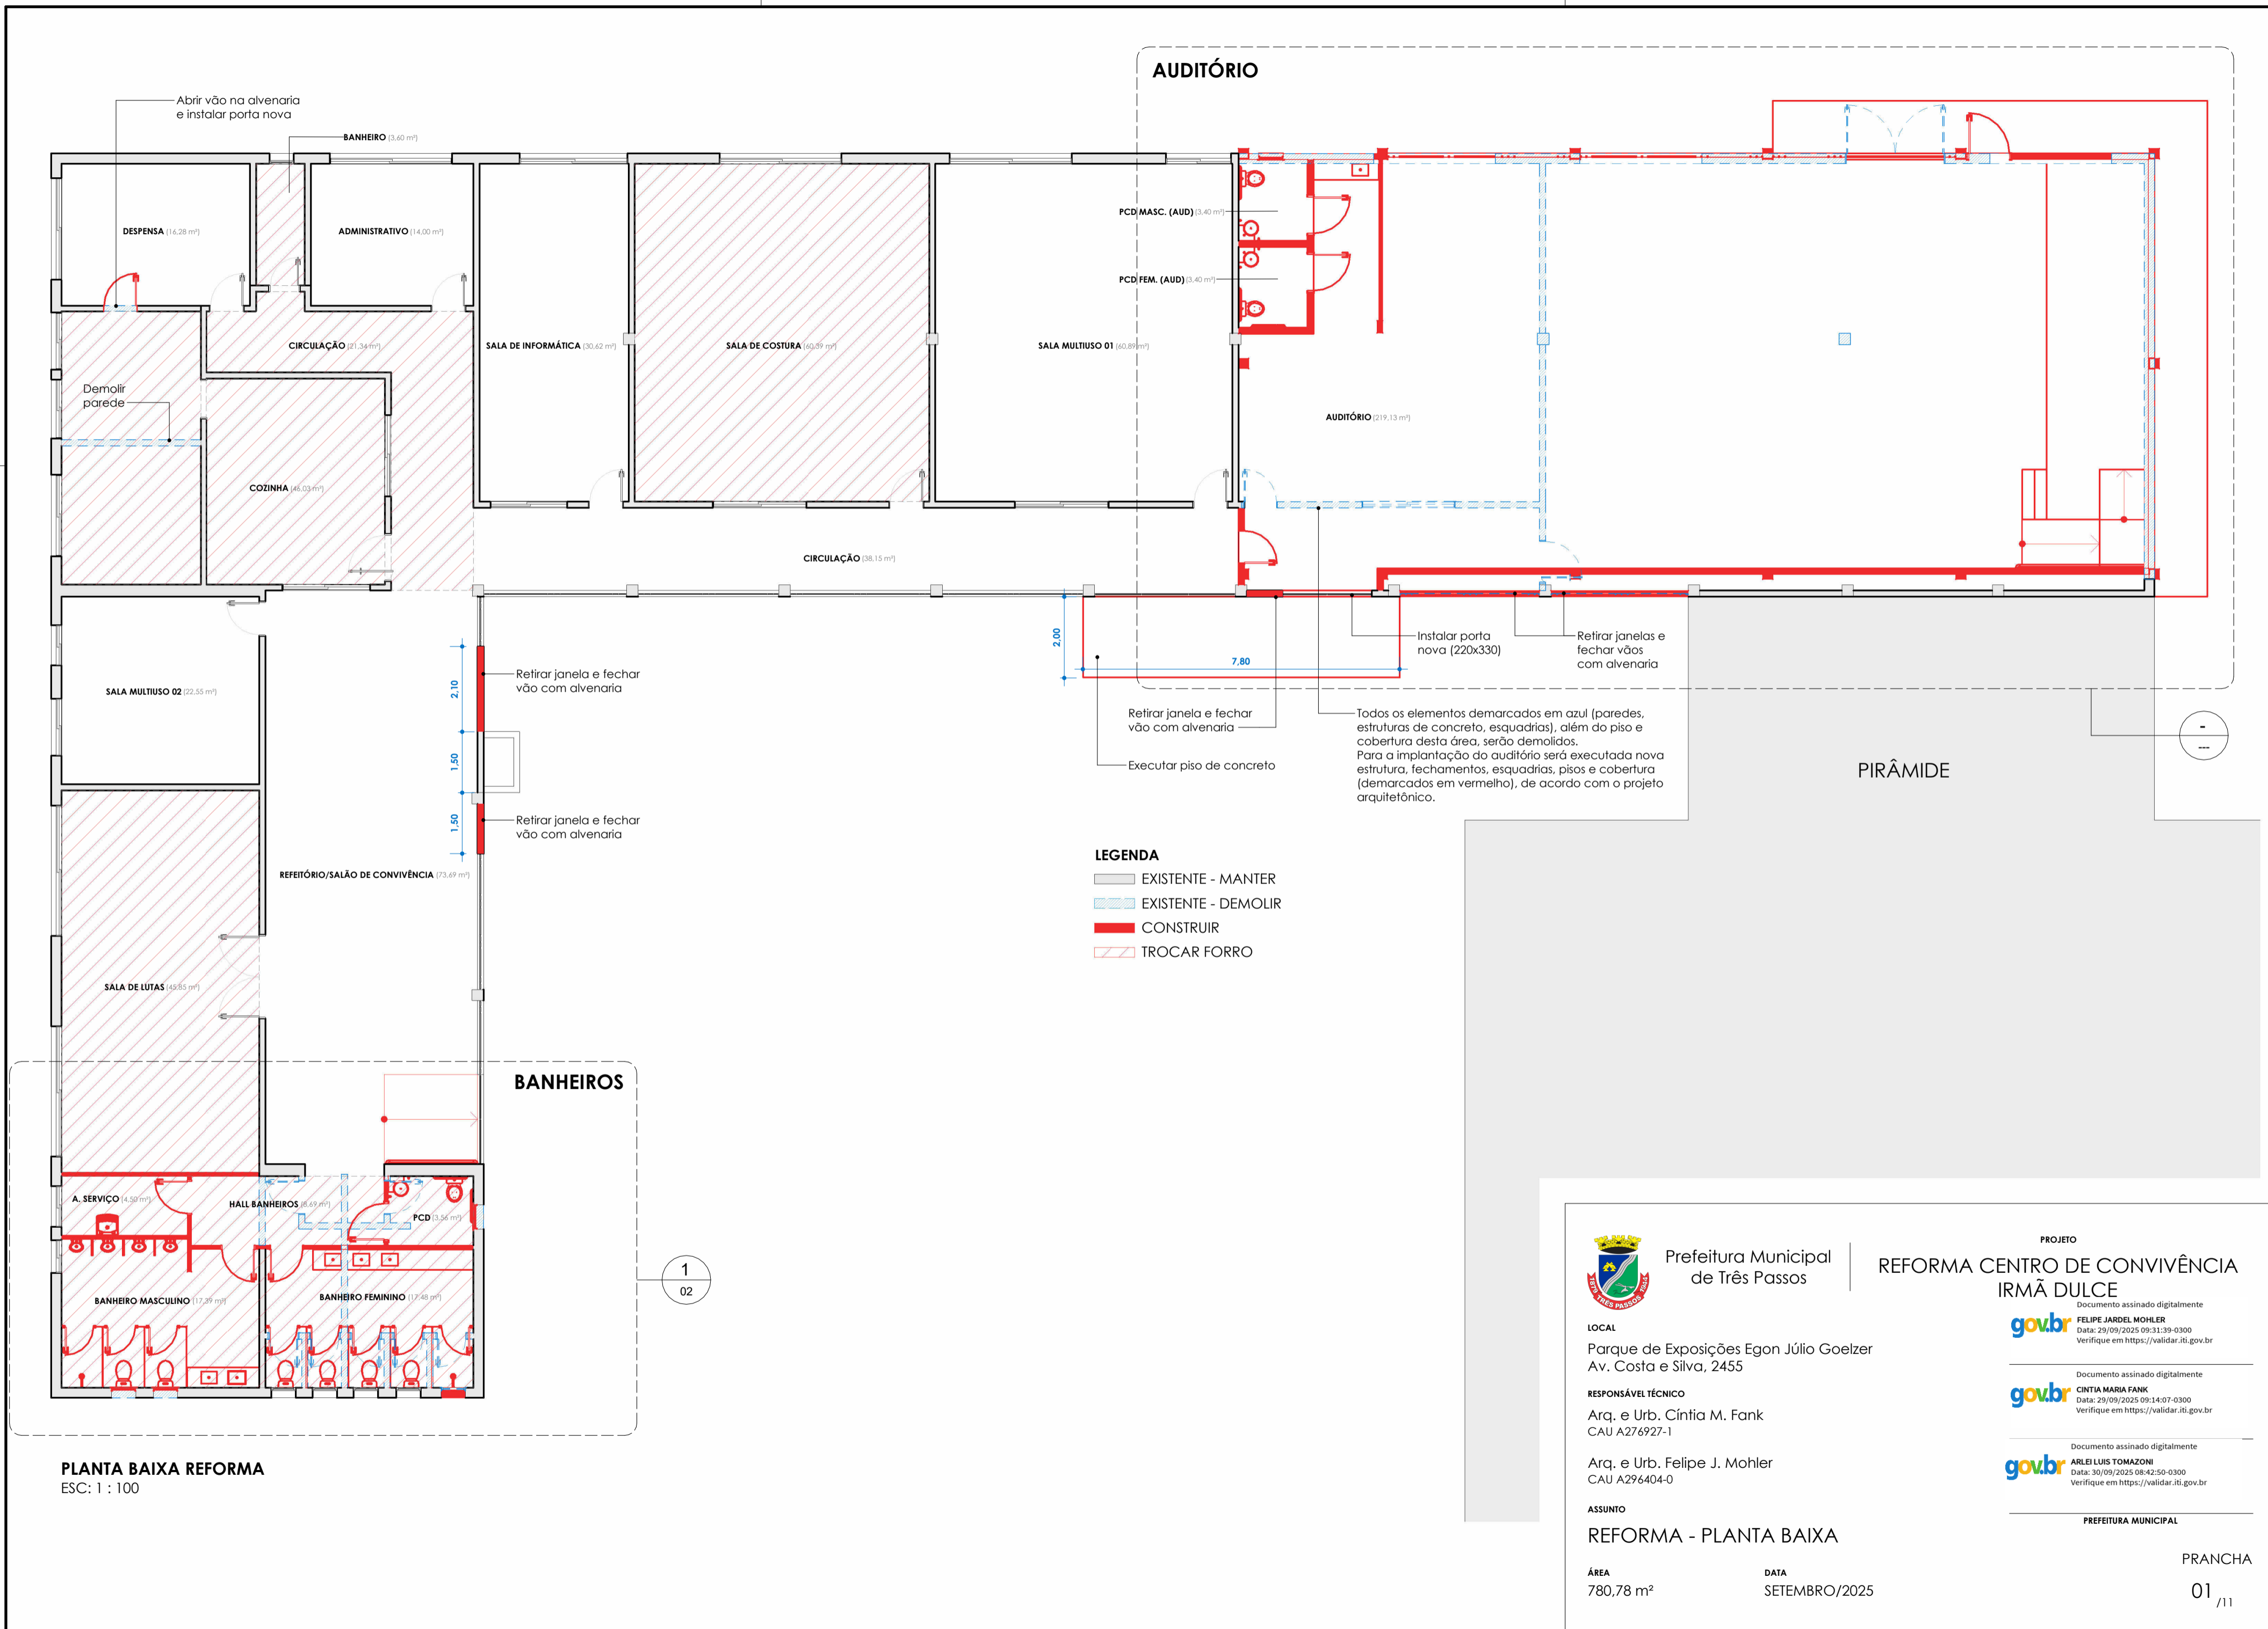 AUDITÓRIO
Abrir vão na alvenaria
e instalar porta nova
BANHEIRO (3,60 m²)
DESPENSA (16,28 m²)
ADMINISTRATIVO (14,00 m²)
PCD MASC. (AUD) (3,40 m²)
PCD FEM. (AUD) (3,40 m²)
CIRCULAÇÃO (21,34 m²)
SALA DE INFORMÁTICA (30,62 m²)
SALA DE COSTURA (60,39 m²)
SALA MULTIUSO 01 (60,89 m²)
Demolir
parede
AUDITÓRIO (219,13 m²)
COZINHA (46,03 m²)
CIRCULAÇÃO (38,15 m²)
2,00
7,80
Instalar porta
nova (220x330)
Retirar janelas e
fechar vãos
com alvenaria
SALA MULTIUSO 02 (22,55 m²)
2,10
Retirar janela e fechar
vão com alvenaria
1,50
1,50
Retirar janela e fechar
vão com alvenaria
Retirar janela e fechar
vão com alvenaria
Executar piso de concreto
Todos os elementos demarcados em azul (paredes,
estruturas de concreto, esquadrias), além do piso e
cobertura desta área, serão demolidos.
Para a implantação do auditório será executada nova
estrutura, fechamentos, esquadrias, pisos e cobertura
(demarcados em vermelho), de acordo com o projeto
arquitetônico.
-
---
PIRÂMIDE
REFEITÓRIO/SALÃO DE CONVIVÊNCIA (73,69 m²)
LEGENDA
EXISTENTE - MANTER
EXISTENTE - DEMOLIR
CONSTRUIR
TROCAR FORRO
SALA DE LUTAS (45,85 m²)
BANHEIROS
A. SERVIÇO (4,50 m²)
HALL BANHEIROS (8,69 m²)
PCD (3,56 m²)
BANHEIRO MASCULINO (17,39 m²)
BANHEIRO FEMININO (17,48 m²)
1
02
PLANTA BAIXA REFORMA
ESC: 1 : 100
1879 TRÊS PASSOS 1944
Prefeitura Municipal
de Três Passos
PROJETO
REFORMA CENTRO DE CONVIVÊNCIA
IRMÃ DULCE
LOCAL
Parque de Exposições Egon Júlio Goelzer
Av. Costa e Silva, 2455
RESPONSÁVEL TÉCNICO
Arq. e Urb. Cíntia M. Fank
CAU A276927-1
Arq. e Urb. Felipe J. Mohler
CAU A296404-0
ASSUNTO
REFORMA - PLANTA BAIXA
ÁREA
780,78 m²
DATA
SETEMBRO/2025
gov.br
Documento assinado digitalmente
FELIPE JARDEL MOHLER
Data: 29/09/2025 09:31:39-0300
Verifique em https://validar.iti.gov.br
gov.br
Documento assinado digitalmente
CINTIA MARIA FANK
Data: 29/09/2025 09:14:07-0300
Verifique em https://validar.iti.gov.br
gov.br
Documento assinado digitalmente
ARLEI LUIS TOMAZONI
Data: 30/09/2025 08:42:50-0300
Verifique em https://validar.iti.gov.br
PREFEITURA MUNICIPAL
PRANCHA
01 /11